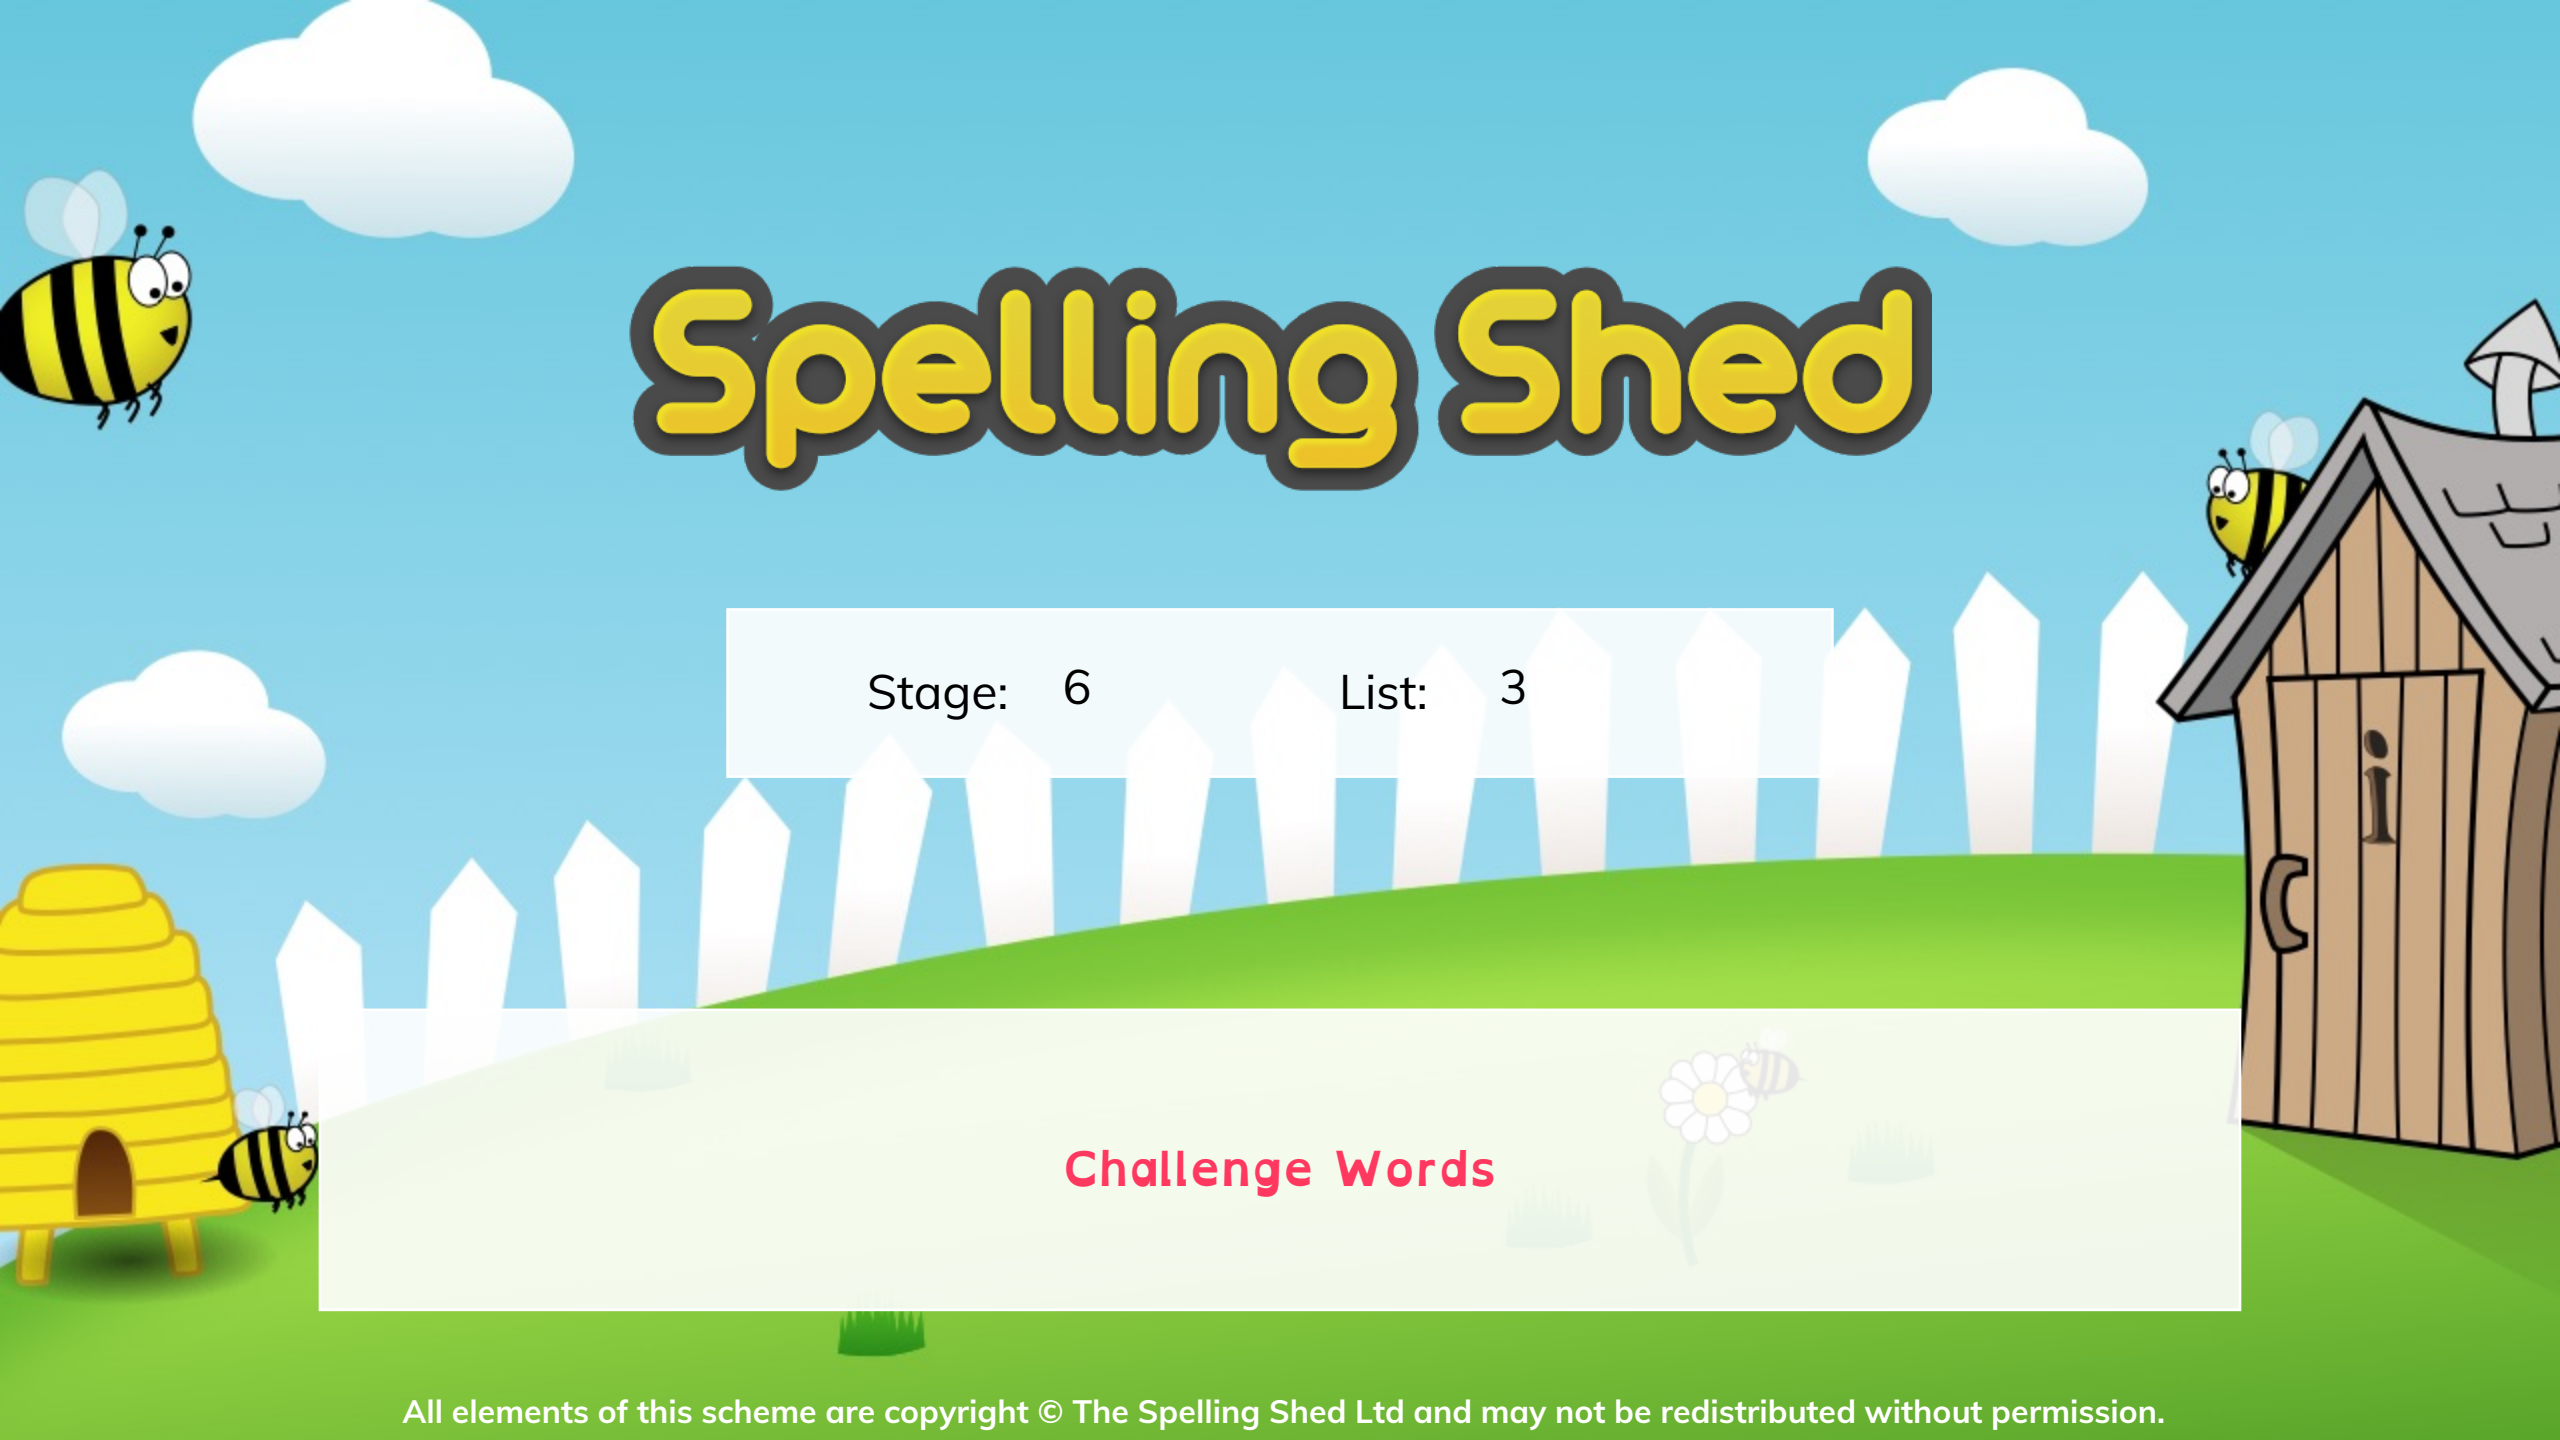 Spelling Shed
Stage: 6 List: 3
i
Challenge Words
All elements of this scheme are copyright © The Spelling Shed Ltd and may not be redistributed without permission.